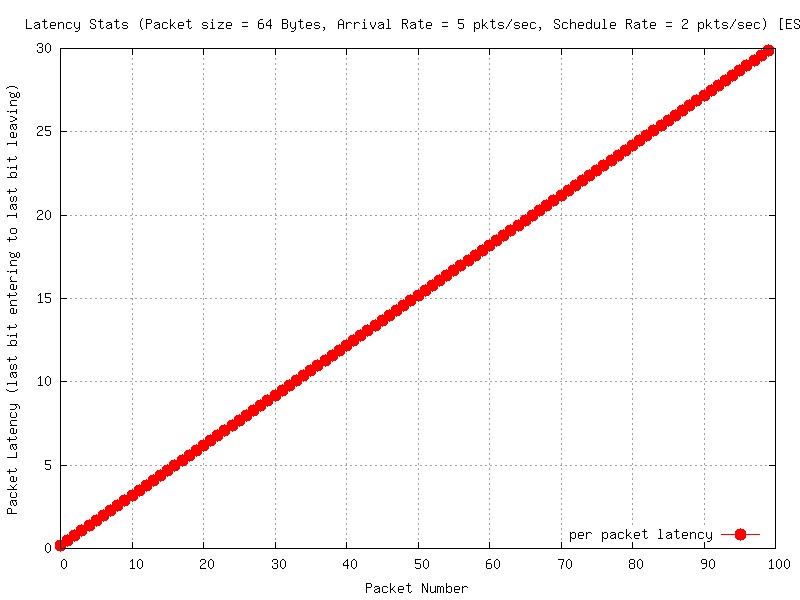 Latency Stats (Packet size = 64 Bytes, Arrival Rate = 5 pkts/sec, Schedule Rate = 2 pkts/sec) [ES
Packet Latency (last bit entering to last bit leaving)
30
25
20
15
10
5
0
per packet latency
0 10 20 30 40 50 60 70 80 90 100
Packet Number